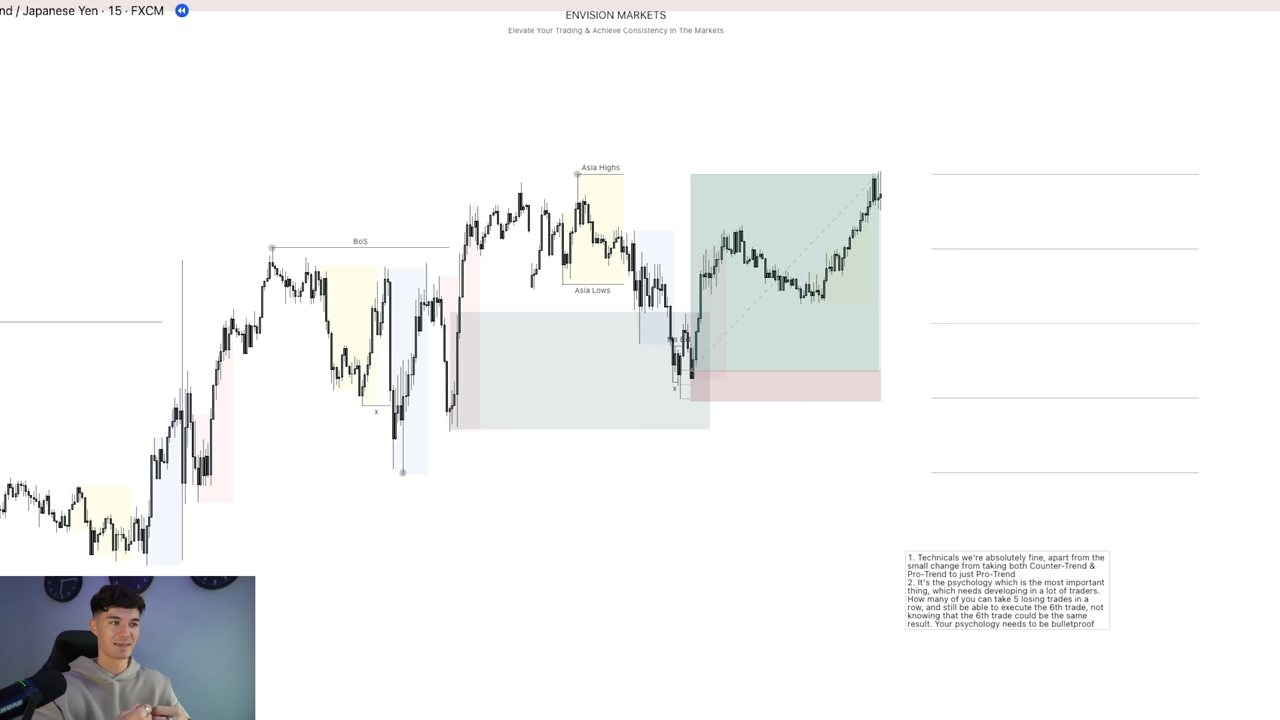 nd / Japanese Yen · 15 · FXCM
ENVISION MARKETS
Elevate Your Trading & Achieve Consistency In The Markets
Asia Highs
BoS
Asia Lows
x
x
1. Technicals we're absolutely fine, apart from the
small change from taking both Counter-Trend &
Pro-Trend to just Pro-Trend
2. It's the psychology which is the most important
thing, which needs developing in a lot of traders.
How many of you can take 5 losing trades in a
row, and still be able to execute the 6th trade, not
knowing that the 6th trade could be the same
result. Your psychology needs to be bulletproof